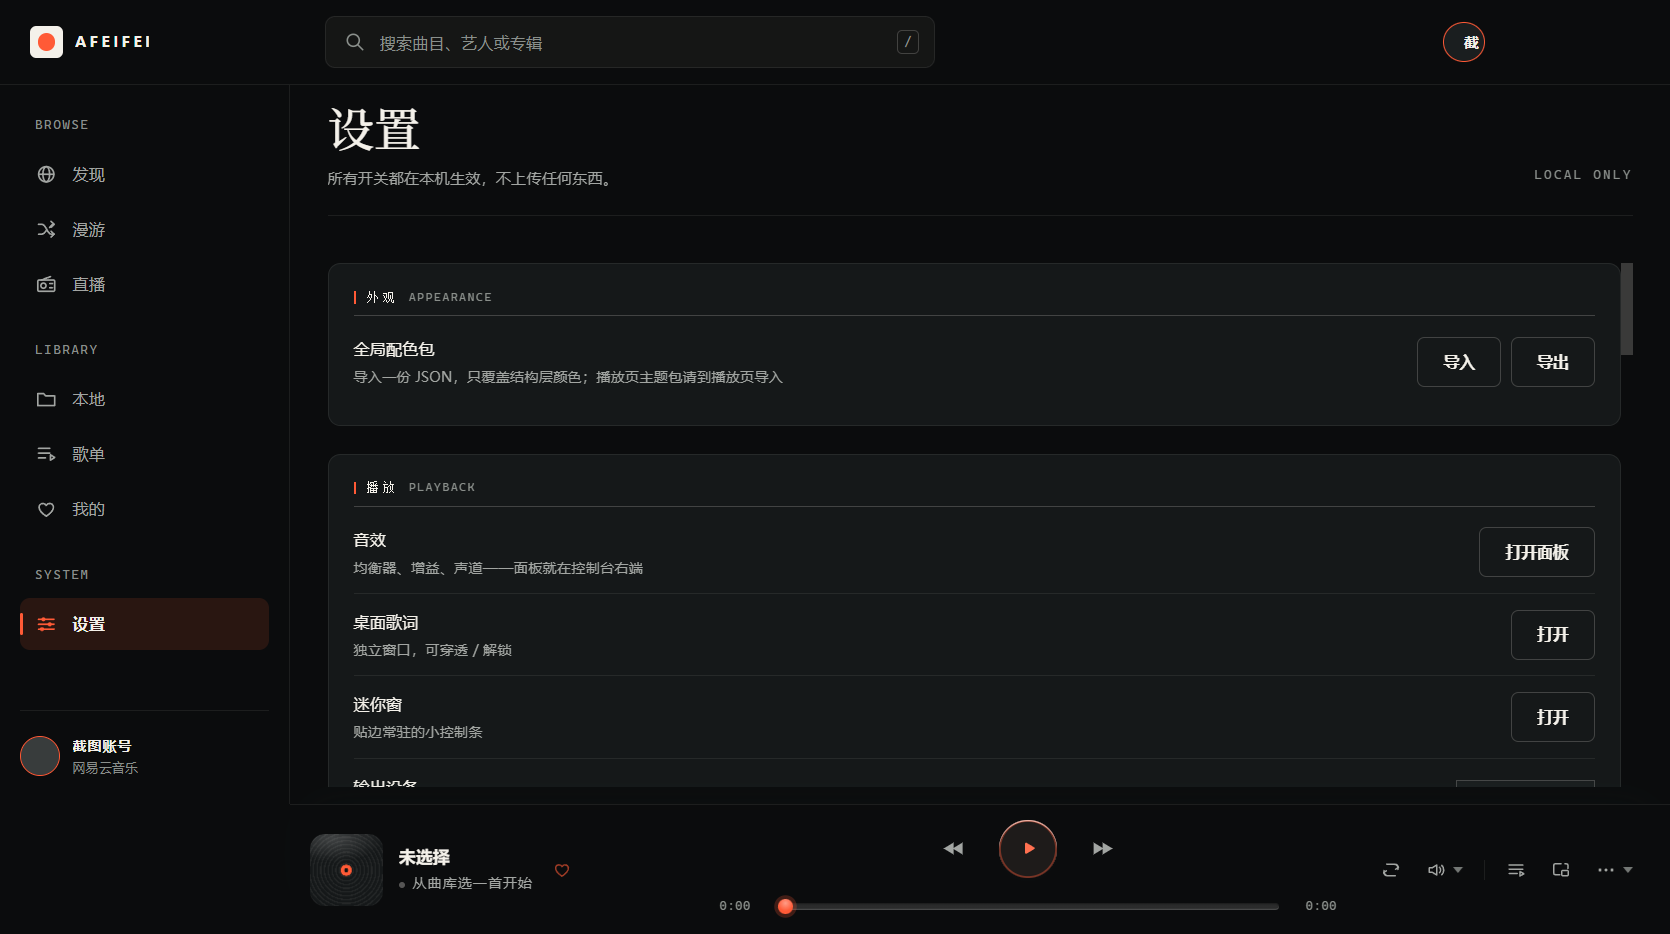 AFEIFEI
搜索曲目、艺人或专辑
/
截
BROWSE
发现
漫游
直播
LIBRARY
本地
歌单
我的
SYSTEM
设置
截图账号
网易云音乐
设置
所有开关都在本机生效，不上传任何东西。
LOCAL ONLY
外观 APPEARANCE
全局配色包
导入一份 JSON，只覆盖结构层颜色；播放页主题包请到播放页导入
导入
导出
播放 PLAYBACK
音效
均衡器、增益、声道——面板就在控制台右端
打开面板
桌面歌词
独立窗口，可穿透 / 解锁
打开
迷你窗
贴边常驻的小控制条
打开
输出设备
未选择
从曲库选一首开始
0:00
0:00